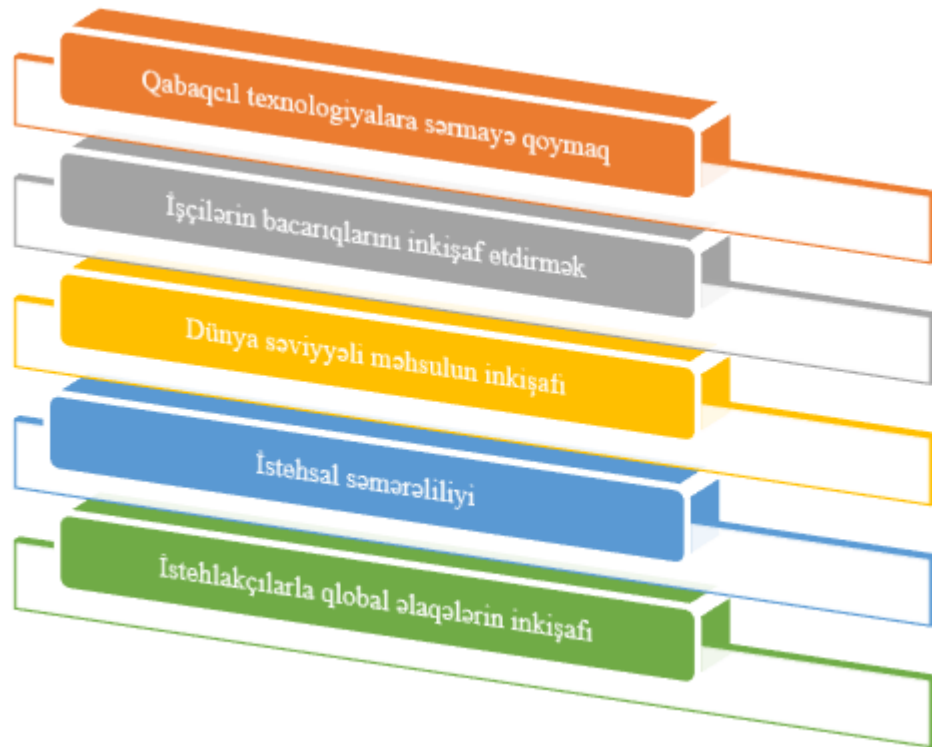 Qabaqcıl texnologiyalara sərmayə qoymaq
İşçilərin bacarıqlarını inkişaf etdirmək
Dünya səviyyəli məhsulun inkişafı
İstehsal səmərəliliyi
İstehlakçılarla qlobal əlaqələrin inkişafı